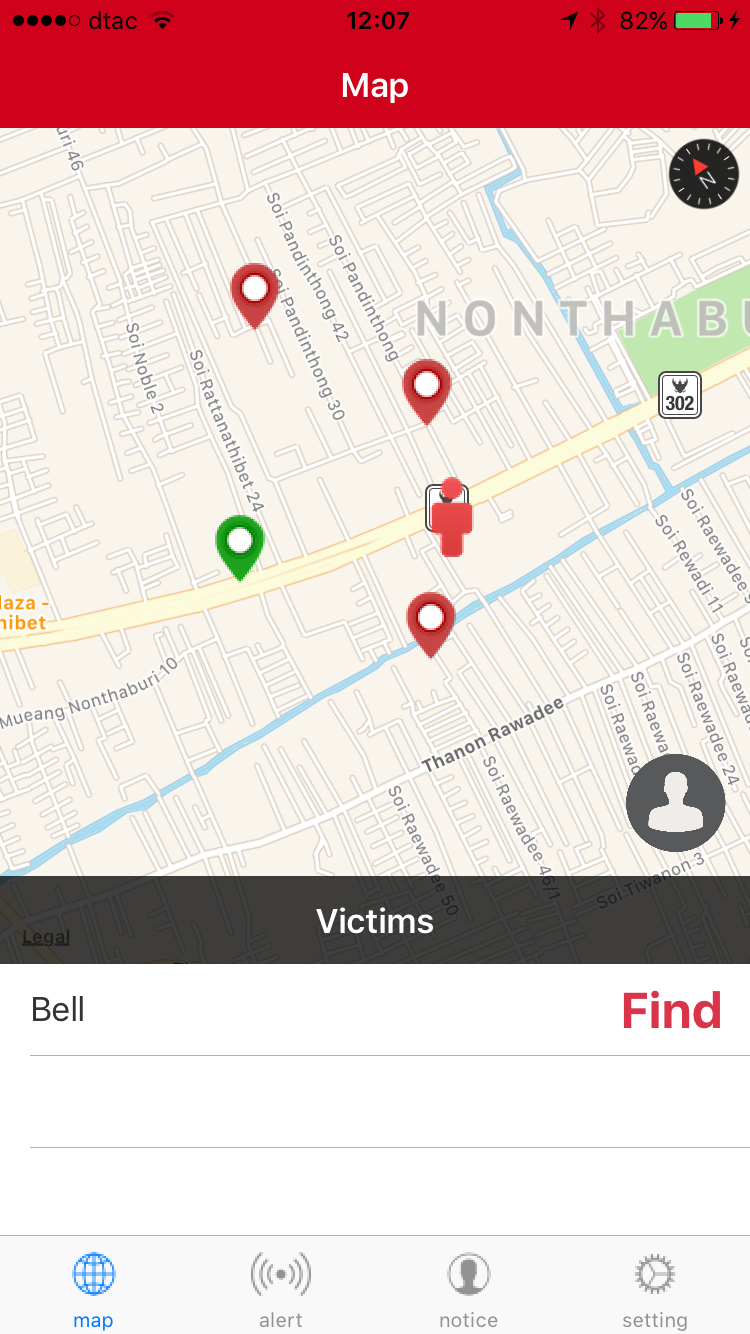 dtac 12:07 82%
Map
uri 46
N
Soi Pandinthong 42
Soi Pandinthong
Soi Pandinthong 30
NONTHABU
Soi Noble 2
Soi Rattanathibet 24
302
laza -
hibet
Soi Raewadee 9
Soi Rewadi 11
Mueang Nonthaburi 10
Thanon Rawadee
Soi Raewad
Soi Raewa
Soi Raewadee 24
Soi Raewadee 50
Soi Raewadee 46/1
Soi Tiwanon 3
Victims
Legal
Bell Find
map alert notice setting